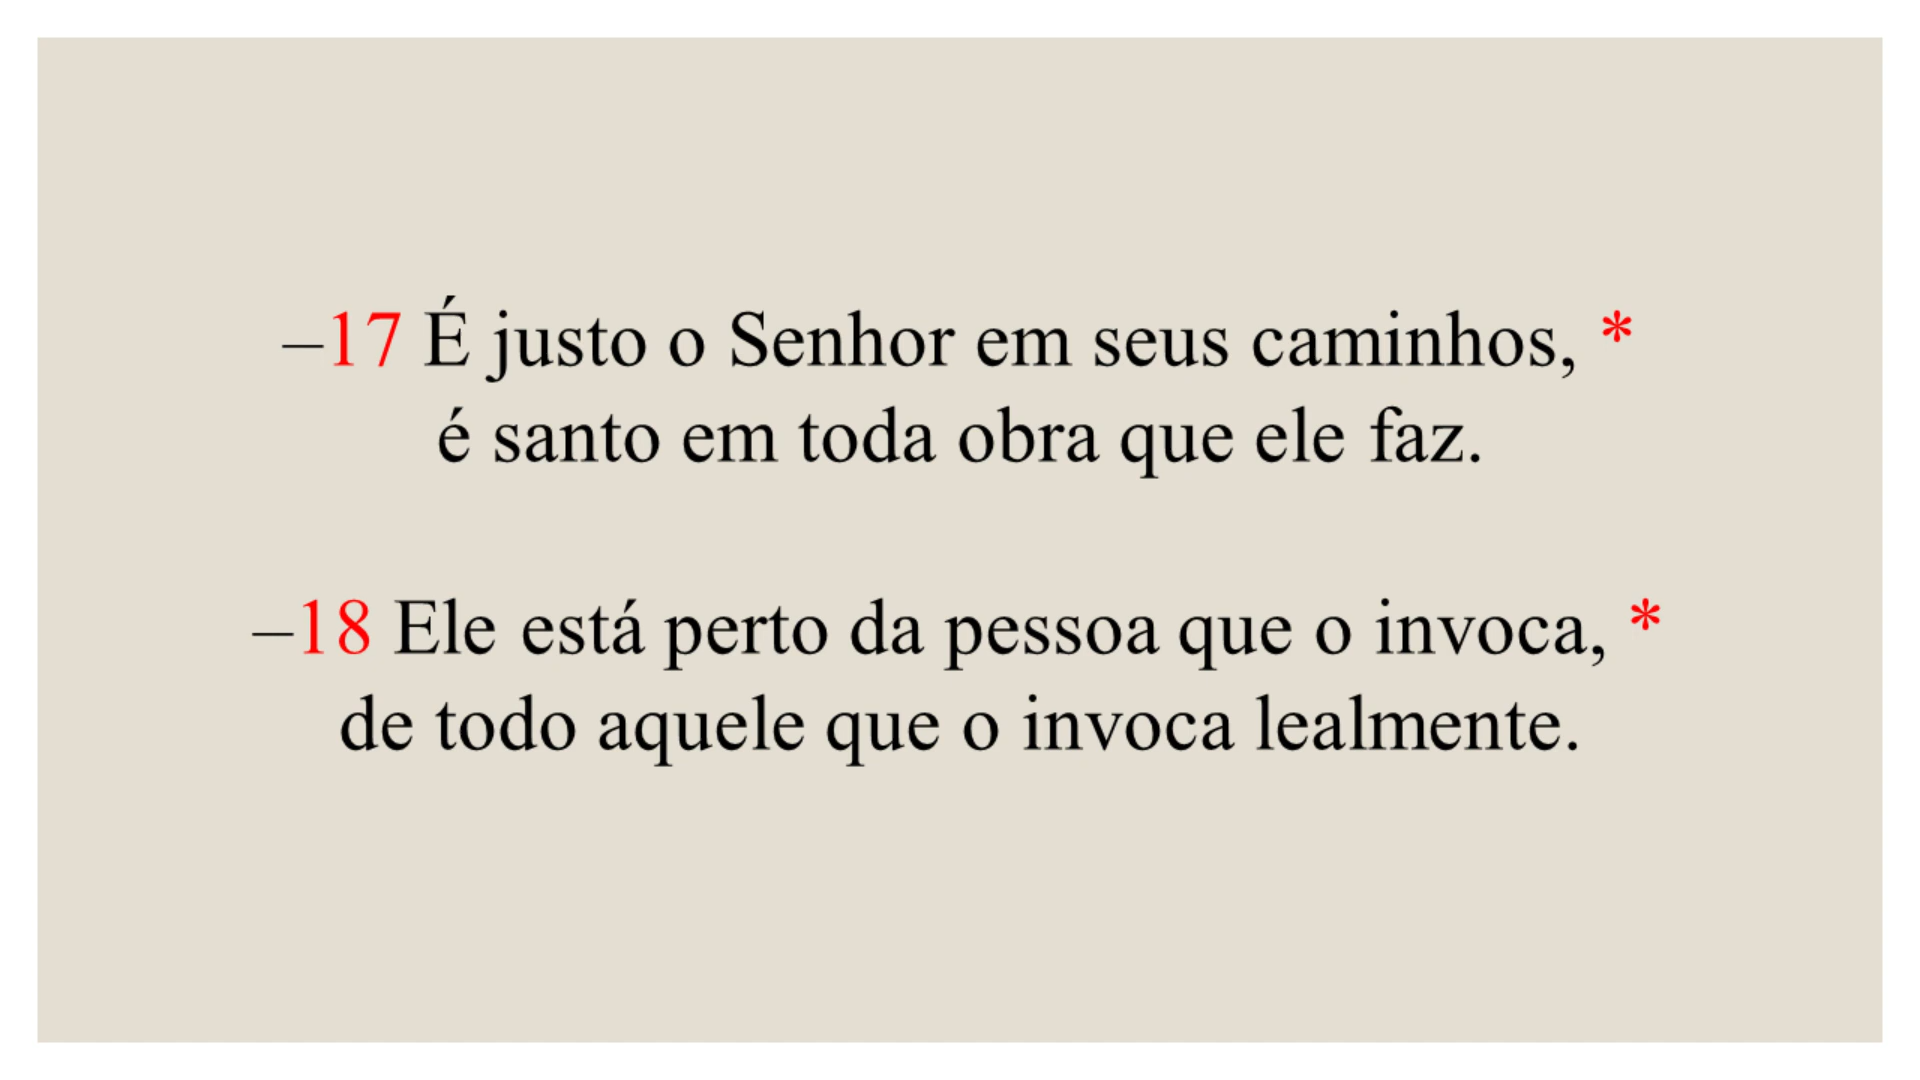 –17 É justo o Senhor em seus caminhos, *
é santo em toda obra que ele faz.
–18 Ele está perto da pessoa que o invoca, *
de todo aquele que o invoca lealmente.